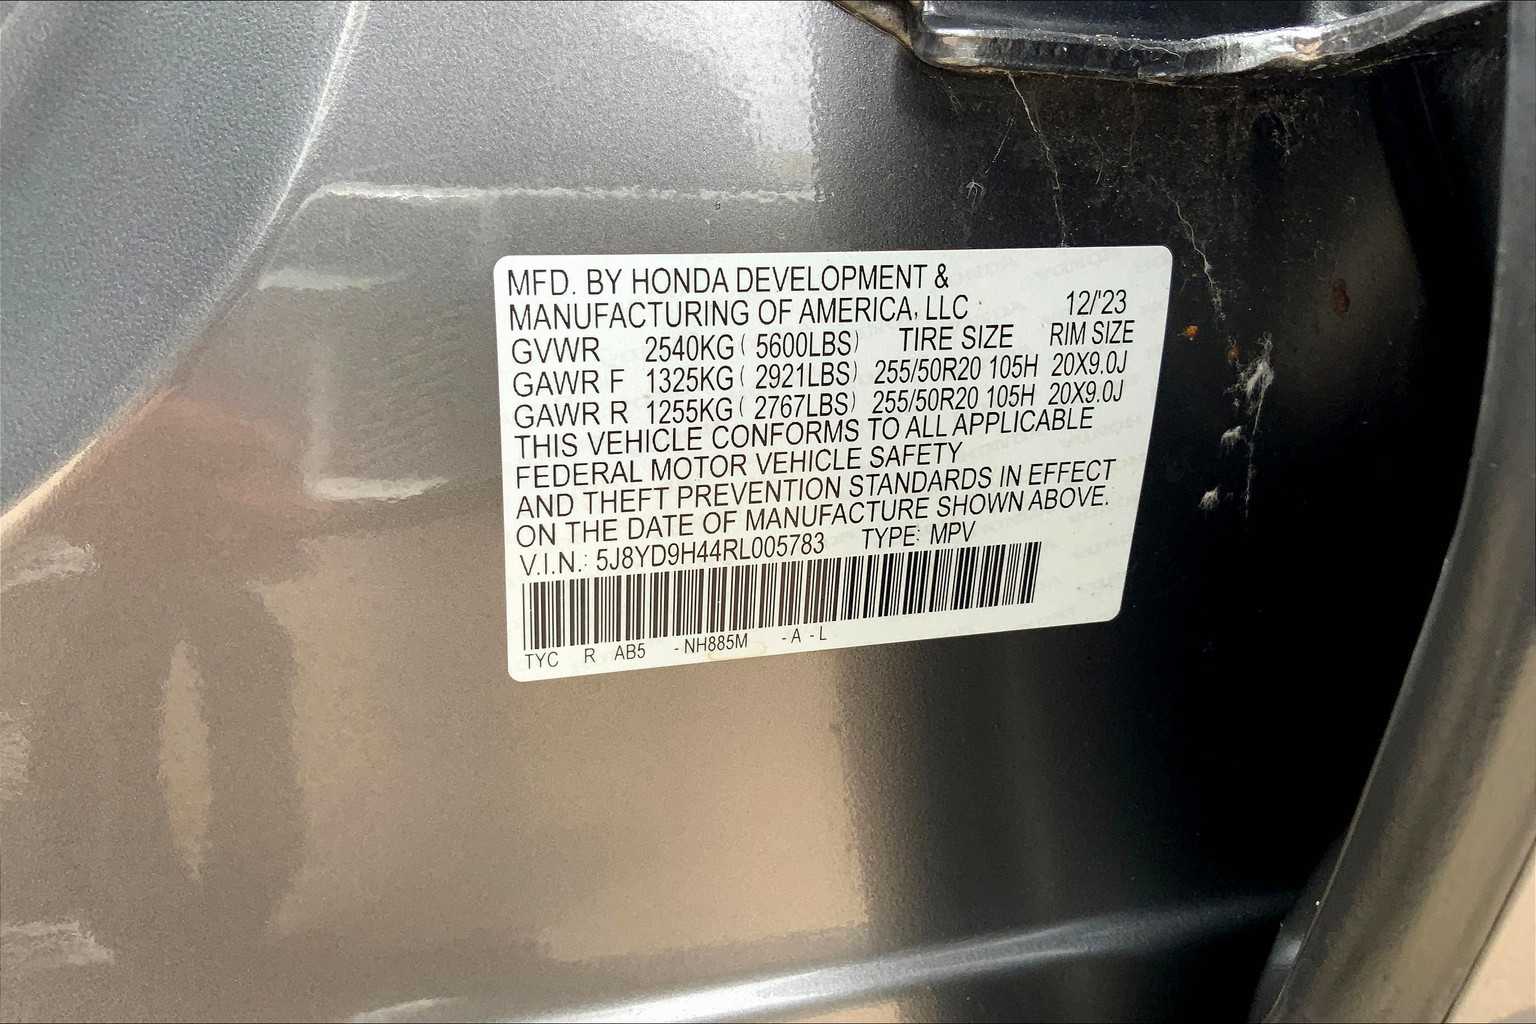 MFD. BY HONDA DEVELOPMENT &
MANUFACTURING OF AMERICA, LLC 12/'23
GVWR 2540KG ( 5600LBS) TIRE SIZE RIM SIZE
GAWR F 1325KG ( 2921LBS) 255/50R20 105H 20X9.0J
GAWR R 1255KG ( 2767LBS) 255/50R20 105H 20X9.0J
THIS VEHICLE CONFORMS TO ALL APPLICABLE
FEDERAL MOTOR VEHICLE SAFETY
AND THEFT PREVENTION STANDARDS IN EFFECT
ON THE DATE OF MANUFACTURE SHOWN ABOVE.
V.I.N.: 5J8YD9H44RL005783 TYPE: MPV
TYC R AB5 -NH885M -A -L